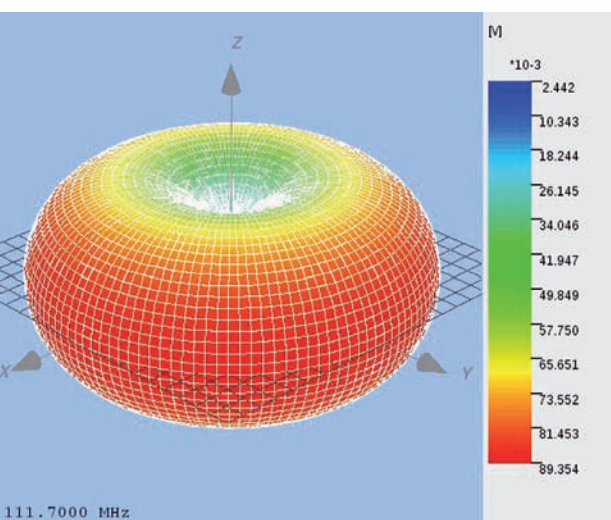 Z
X
Y
111.7000 MHz
M
*10-3
2.442
10.343
18.244
26.145
34.046
41.947
49.849
57.750
65.651
73.552
81.453
89.354